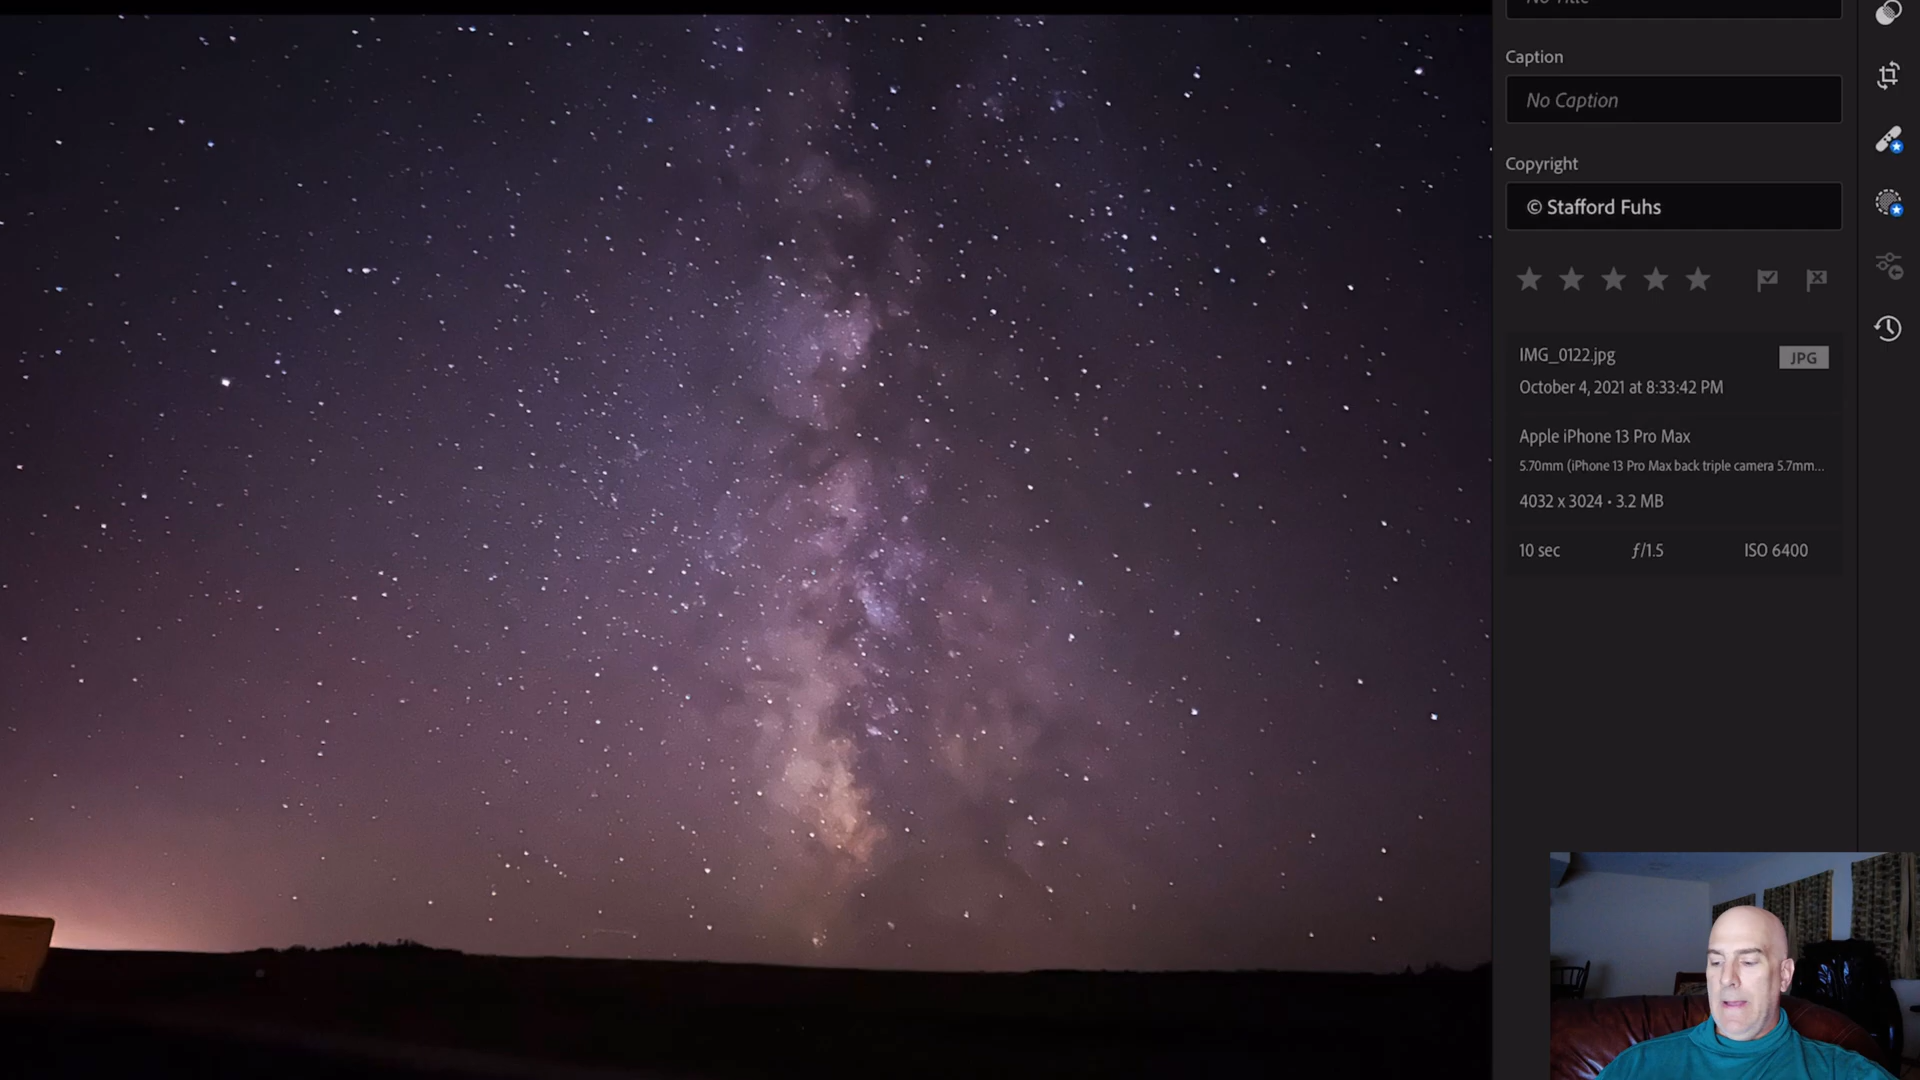 No Title
Caption
No Caption
Copyright
© Stafford Fuhs
IMG_0122.jpg
JPG
October 4, 2021 at 8:33:42 PM
Apple iPhone 13 Pro Max
5.70mm (iPhone 13 Pro Max back triple camera 5.7mm...
4032 x 3024 • 3.2 MB
10 sec ƒ/1.5 ISO 6400